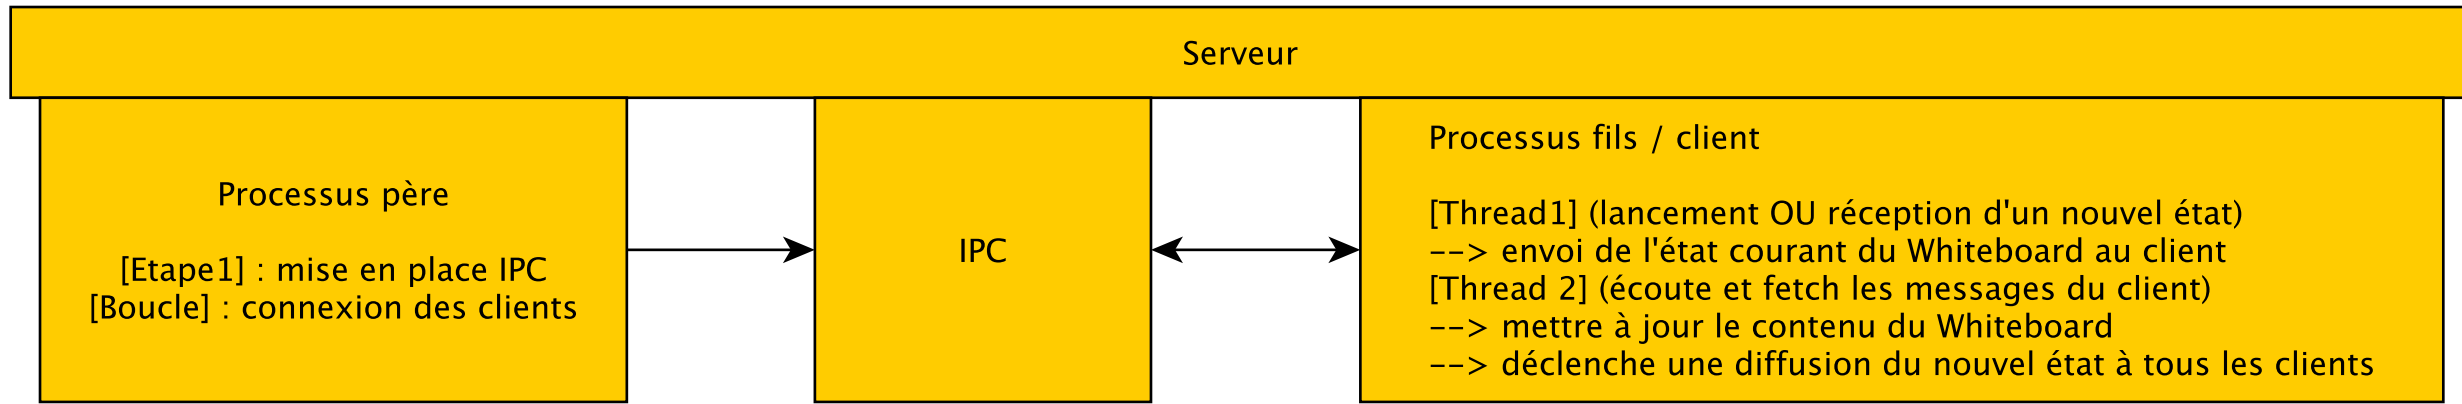 Serveur
Processus père
[Etape1] : mise en place IPC
[Boucle] : connexion des clients
IPC
Processus fils / client
[Thread1] (lancement OU réception d'un nouvel état)
--> envoi de l'état courant du Whiteboard au client
[Thread 2] (écoute et fetch les messages du client)
--> mettre à jour le contenu du Whiteboard
--> déclenche une diffusion du nouvel état à tous les clients